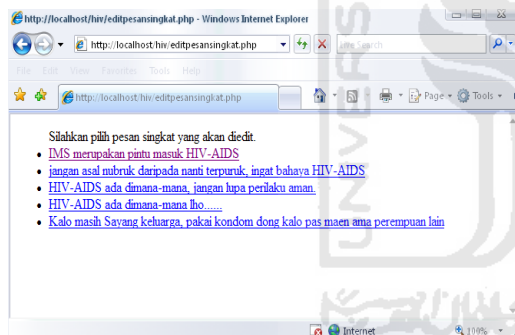 http://localhost/hiv/editpesansingkat.php - Windows Internet Explorer
http://localhost/hiv/editpesansingkat.php
Live Search
File Edit View Favorites Tools Help
http://localhost/hiv/editpesansingkat.php
Page Tools
Silahkan pilih pesan singkat yang akan diedit.
IMS merupakan pintu masuk HIV-AIDS
jangan asal nubruk daripada nanti terpuruk, ingat bahaya HIV-AIDS
HIV-AIDS ada dimana-mana, jangan lupa perilaku aman.
HIV-AIDS ada dimana-mana lho......
Kalo masih Sayang keluarga, pakai kondom dong kalo pas maen ama perempuan lain
Internet
100%
UNIVERS